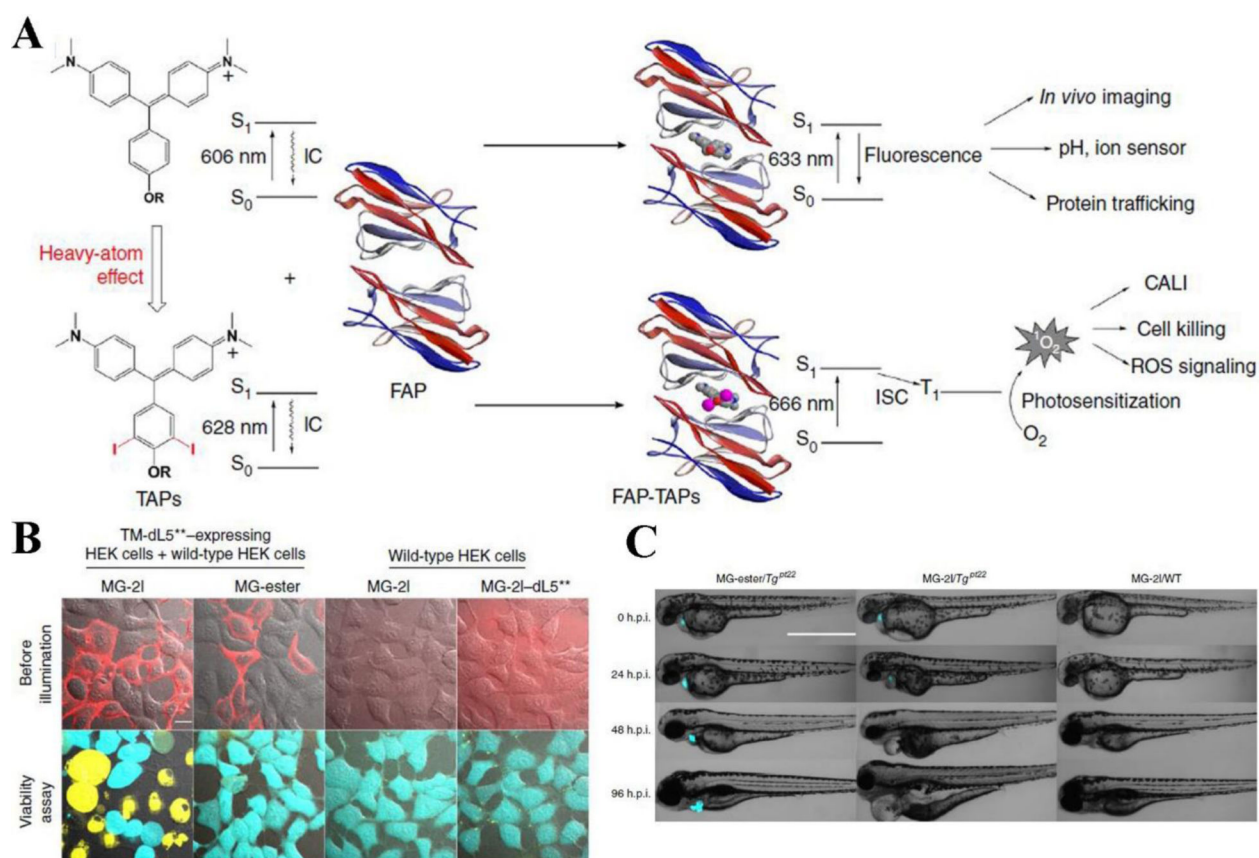 A
N
N
+
OR
S1
606 nm
IC
S0
Heavy-atom
effect
N
N
+
I
I
OR
TAPs
S1
628 nm
IC
S0
+
FAP
S1
633 nm
Fluorescence
S0
In vivo imaging
pH, ion sensor
Protein trafficking
FAP-TAPs
S1
666 nm
S0
ISC
T1
Photosensitization
O2
1O2
CALI
Cell killing
ROS signaling
B
TM-dL5**–expressing
HEK cells + wild-type HEK cells
Wild-type HEK cells
MG-2I
MG-ester
MG-2I
MG-2I–dL5**
Before
illumination
Viability
assay
C
MG-ester/Tg^pt22
MG-2I/Tg^pt22
MG-2I/WT
0 h.p.i.
24 h.p.i.
48 h.p.i.
96 h.p.i.